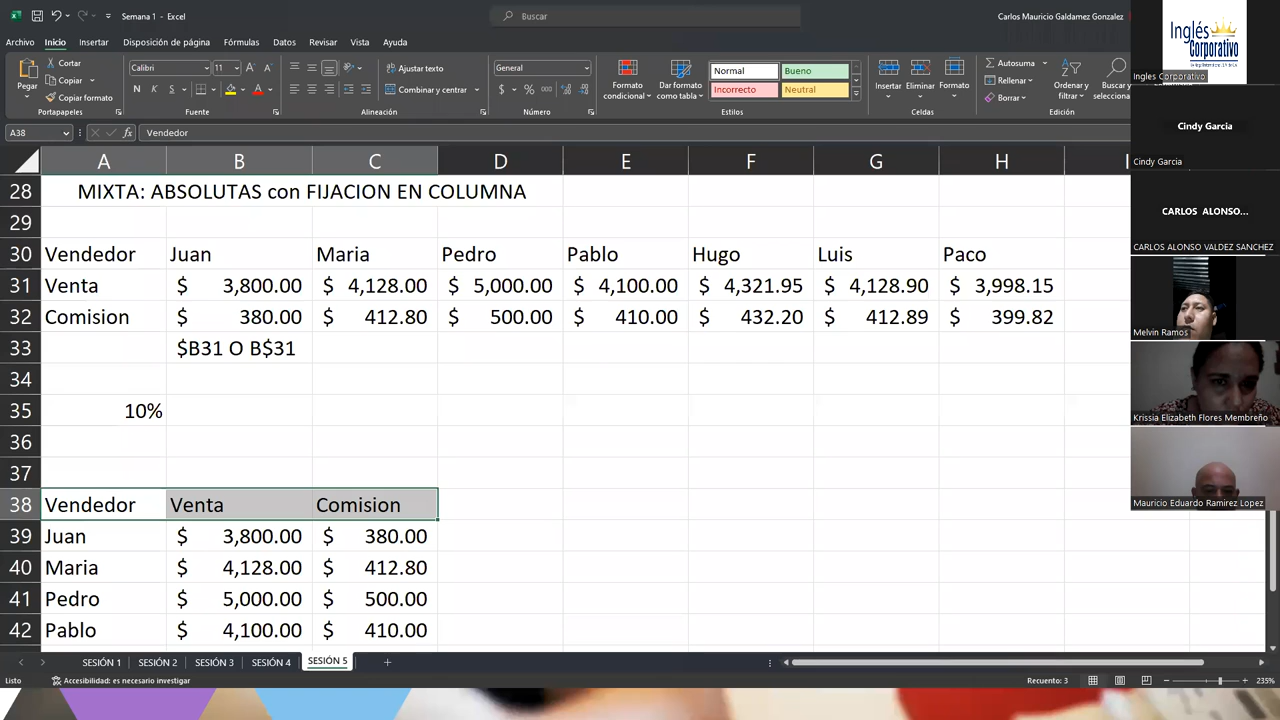 Semana 1 - Excel
Buscar
Carlos Mauricio Galdamez Gonzalez
Archivo Inicio Insertar Disposición de página Fórmulas Datos Revisar Vista Ayuda
Pegar
Cortar
Copiar
Copiar formato
Portapapeles
Calibri 11
N K S
Fuente
Ajustar texto
Combinar y centrar
Alineación
General
$ % 000
Número
Formato condicional
Dar formato como tabla
Normal Bueno
Incorrecto Neutral
Estilos
Insertar Eliminar Formato
Celdas
Autosuma
Rellenar
Borrar
Ordenar y filtrar
Buscar y selecciona
Edición
A38 fx Vendedor
A B C D E F G H I
28 MIXTA: ABSOLUTAS con FIJACION EN COLUMNA
29
30 Vendedor Juan Maria Pedro Pablo Hugo Luis Paco
31 Venta $ 3,800.00 $ 4,128.00 $ 5,000.00 $ 4,100.00 $ 4,321.95 $ 4,128.90 $ 3,998.15
32 Comision $ 380.00 $ 412.80 $ 500.00 $ 410.00 $ 432.20 $ 412.89 $ 399.82
33 $B31 O B$31
34
35 10%
36
37
38 Vendedor Venta Comision
39 Juan $ 3,800.00 $ 380.00
40 Maria $ 4,128.00 $ 412.80
41 Pedro $ 5,000.00 $ 500.00
42 Pablo $ 4,100.00 $ 410.00
SESIÓN 1 SESIÓN 2 SESIÓN 3 SESIÓN 4 SESIÓN 5
Listo Accesibilidad: es necesario investigar Recuento: 3 235%
Inglés
Corporativo
Ingles Corporativo
Cindy Garcia
Cindy Garcia
CARLOS ALONSO...
CARLOS ALONSO VALDEZ SANCHEZ
Melvin Ramos
Krissia Elizabeth Flores Membreño
Mauricio Eduardo Ramirez Lopez